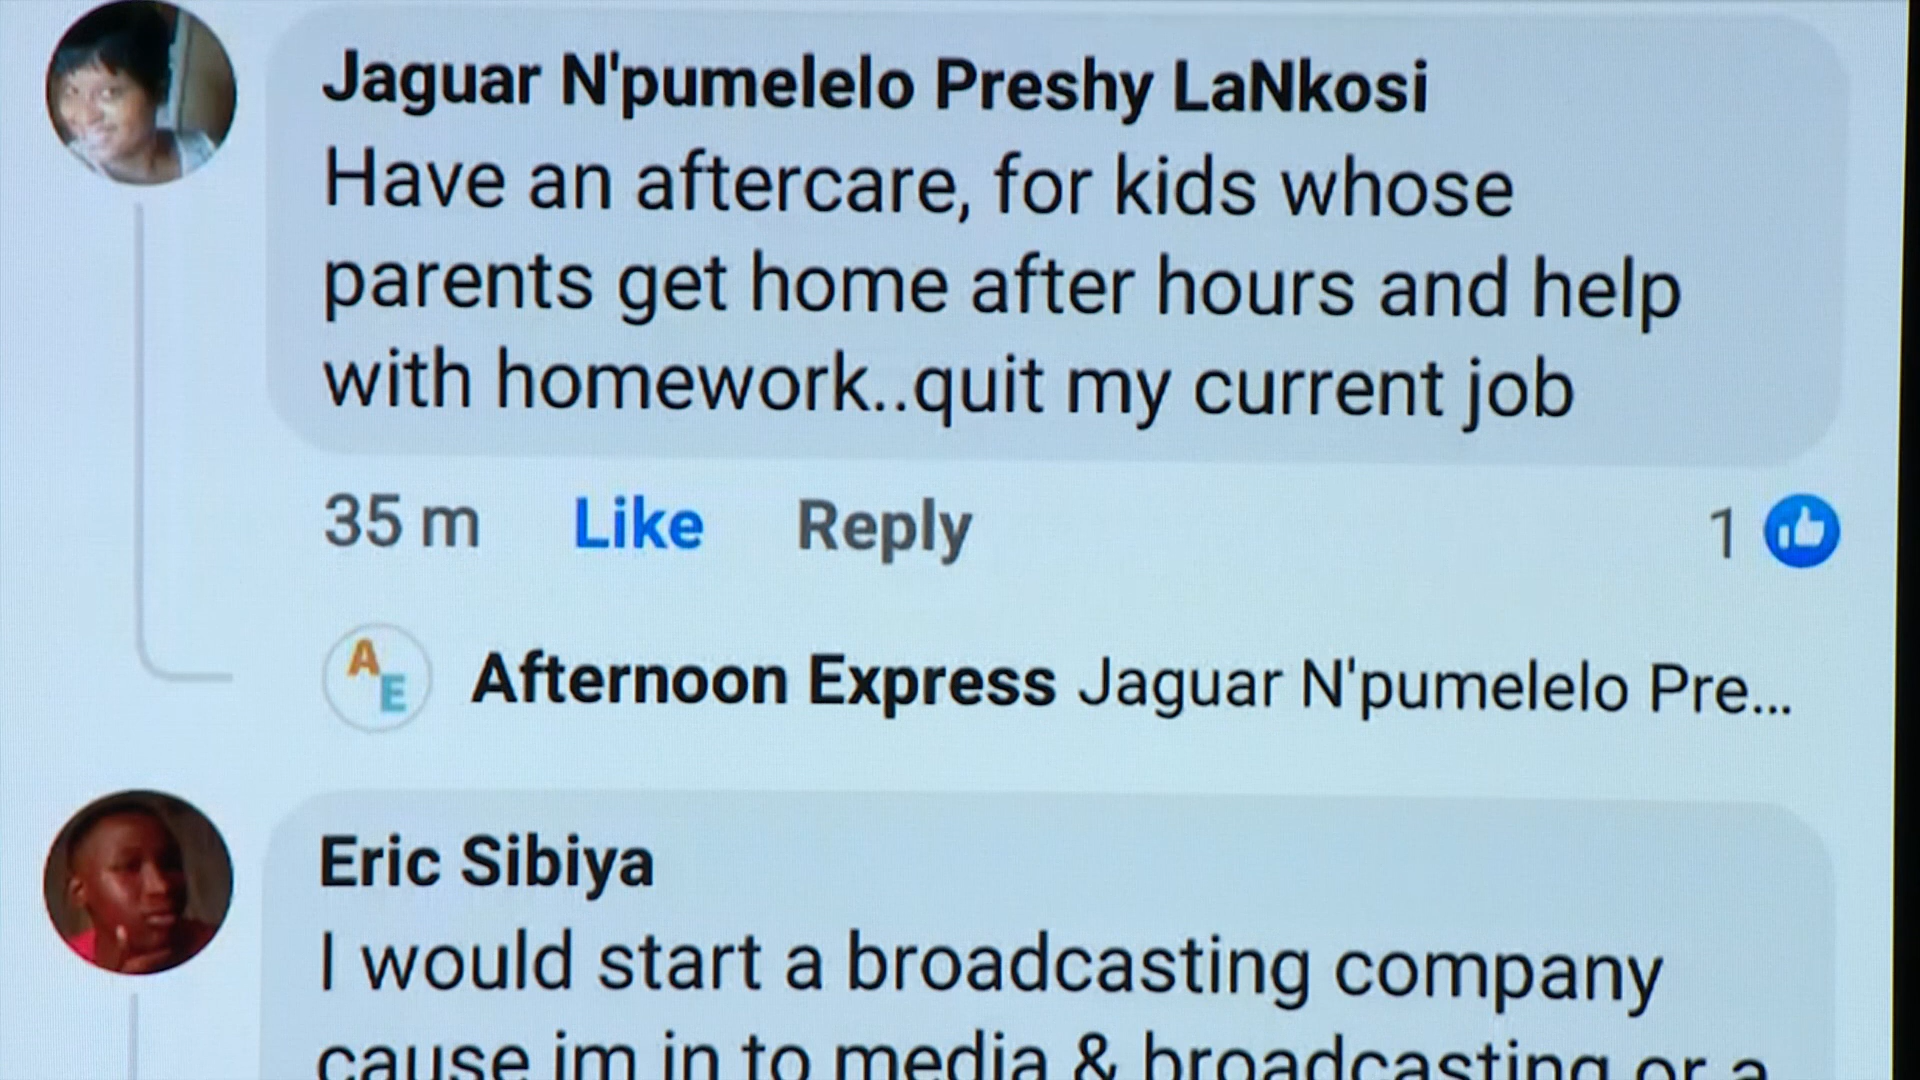 Jaguar N'pumelelo Preshy LaNkosi
Have an aftercare, for kids whose
parents get home after hours and help
with homework..quit my current job
35 m Like Reply 1
A E Afternoon Express Jaguar N'pumelelo Pre...
Eric Sibiya
I would start a broadcasting company
cause im in to media & broadcasting or a